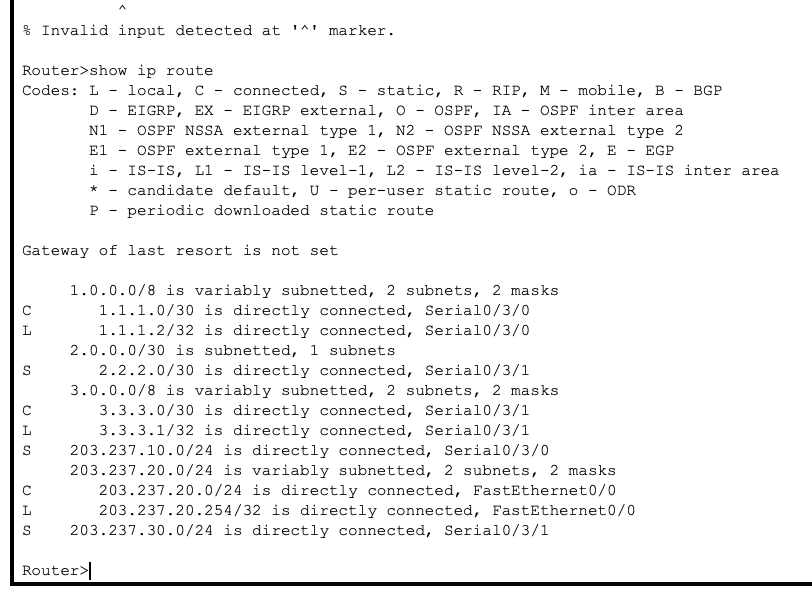 ^
% Invalid input detected at '^' marker.
Router>show ip route
Codes: L - local, C - connected, S - static, R - RIP, M - mobile, B - BGP
D - EIGRP, EX - EIGRP external, O - OSPF, IA - OSPF inter area
N1 - OSPF NSSA external type 1, N2 - OSPF NSSA external type 2
E1 - OSPF external type 1, E2 - OSPF external type 2, E - EGP
i - IS-IS, L1 - IS-IS level-1, L2 - IS-IS level-2, ia - IS-IS inter area
* - candidate default, U - per-user static route, o - ODR
P - periodic downloaded static route
Gateway of last resort is not set
1.0.0.0/8 is variably subnetted, 2 subnets, 2 masks
C 1.1.1.0/30 is directly connected, Serial0/3/0
L 1.1.1.2/32 is directly connected, Serial0/3/0
2.0.0.0/30 is subnetted, 1 subnets
S 2.2.2.0/30 is directly connected, Serial0/3/1
3.0.0.0/8 is variably subnetted, 2 subnets, 2 masks
C 3.3.3.0/30 is directly connected, Serial0/3/1
L 3.3.3.1/32 is directly connected, Serial0/3/1
S 203.237.10.0/24 is directly connected, Serial0/3/0
203.237.20.0/24 is variably subnetted, 2 subnets, 2 masks
C 203.237.20.0/24 is directly connected, FastEthernet0/0
L 203.237.20.254/32 is directly connected, FastEthernet0/0
S 203.237.30.0/24 is directly connected, Serial0/3/1
Router>